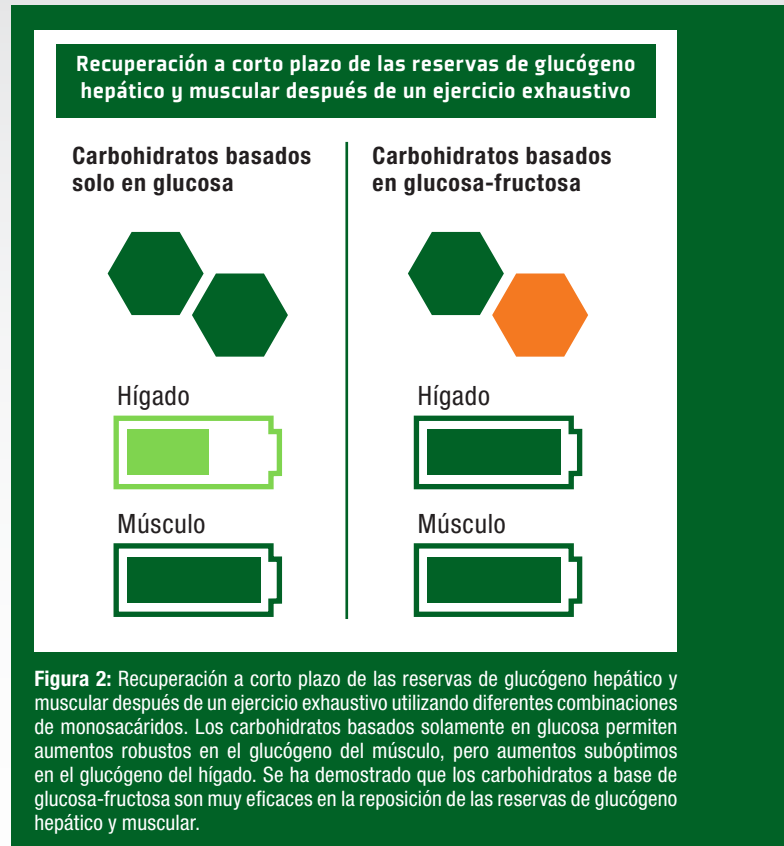 Recuperación a corto plazo de las reservas de glucógeno
hepático y muscular después de un ejercicio exhaustivo
Carbohidratos basados
solo en glucosa
Hígado
Músculo
Carbohidratos basados
en glucosa-fructosa
Hígado
Músculo
Figura 2: Recuperación a corto plazo de las reservas de glucógeno hepático y
muscular después de un ejercicio exhaustivo utilizando diferentes combinaciones
de monosacáridos. Los carbohidratos basados solamente en glucosa permiten
aumentos robustos en el glucógeno del músculo, pero aumentos subóptimos
en el glucógeno del hígado. Se ha demostrado que los carbohidratos a base de
glucosa-fructosa son muy eficaces en la reposición de las reservas de glucógeno
hepático y muscular.